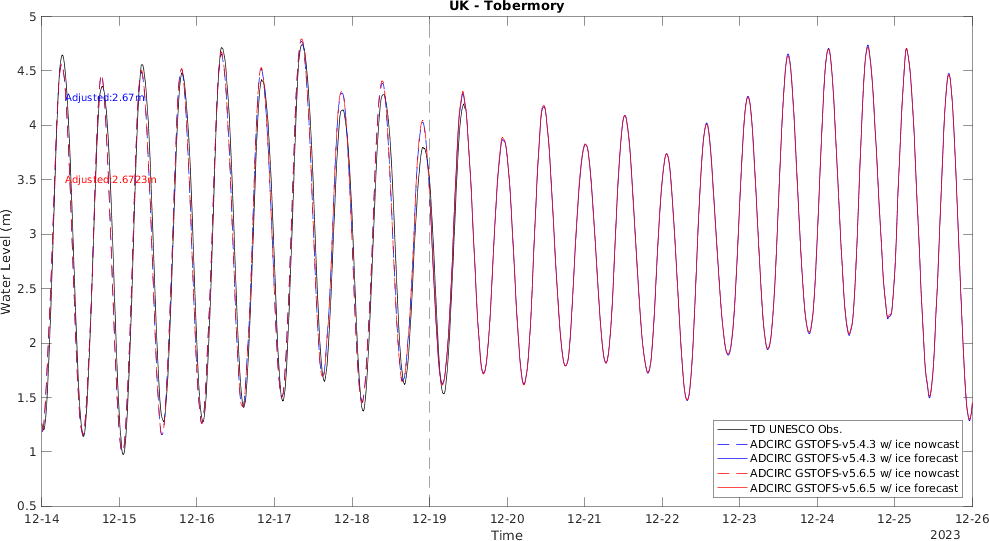 UK - Tobermory
5
4.5
4
3.5
3
2.5
2
1.5
1
0.5
Water Level (m)
Adjusted:2.67m
Adjusted:2.6723m
TD UNESCO Obs.
ADCIRC GSTOFS-v5.4.3 w/ ice nowcast
ADCIRC GSTOFS-v5.4.3 w/ ice forecast
ADCIRC GSTOFS-v5.6.5 w/ ice nowcast
ADCIRC GSTOFS-v5.6.5 w/ ice forecast
12-14 12-15 12-16 12-17 12-18 12-19 12-20 12-21 12-22 12-23 12-24 12-25 12-26
Time
2023